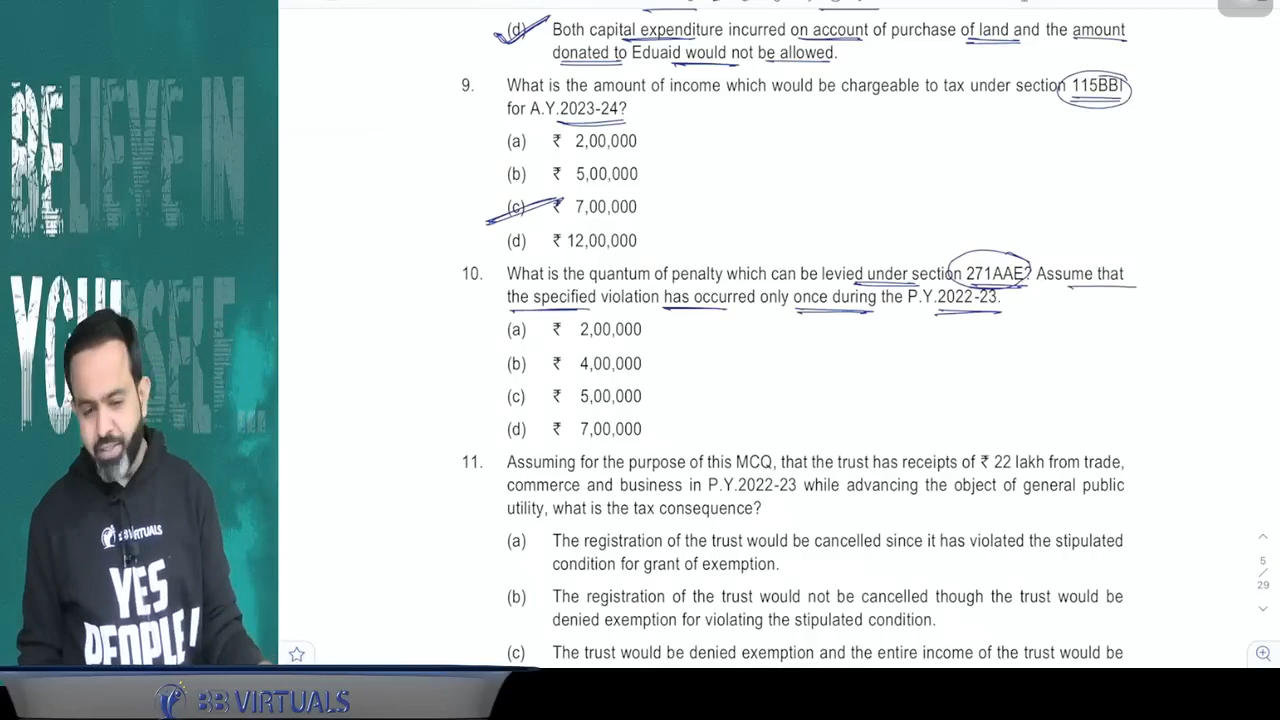 (d) Both capital expenditure incurred on account of purchase of land and the amount
donated to Eduaid would not be allowed.
9. What is the amount of income which would be chargeable to tax under section 115BBI
for A.Y.2023-24?
(a) ₹ 2,00,000
(b) ₹ 5,00,000
(c) ₹ 7,00,000
(d) ₹ 12,00,000
10. What is the quantum of penalty which can be levied under section 271AAE? Assume that
the specified violation has occurred only once during the P.Y.2022-23.
(a) ₹ 2,00,000
(b) ₹ 4,00,000
(c) ₹ 5,00,000
(d) ₹ 7,00,000
11. Assuming for the purpose of this MCQ, that the trust has receipts of ₹ 22 lakh from trade,
commerce and business in P.Y.2022-23 while advancing the object of general public
utility, what is the tax consequence?
(a) The registration of the trust would be cancelled since it has violated the stipulated
condition for grant of exemption.
(b) The registration of the trust would not be cancelled though the trust would be
denied exemption for violating the stipulated condition.
(c) The trust would be denied exemption and the entire income of the trust would be
5
/
29
BELIEVE IN
YOURSELF...
BB VIRTUALS
YES
PEOPLE!
BB VIRTUALS